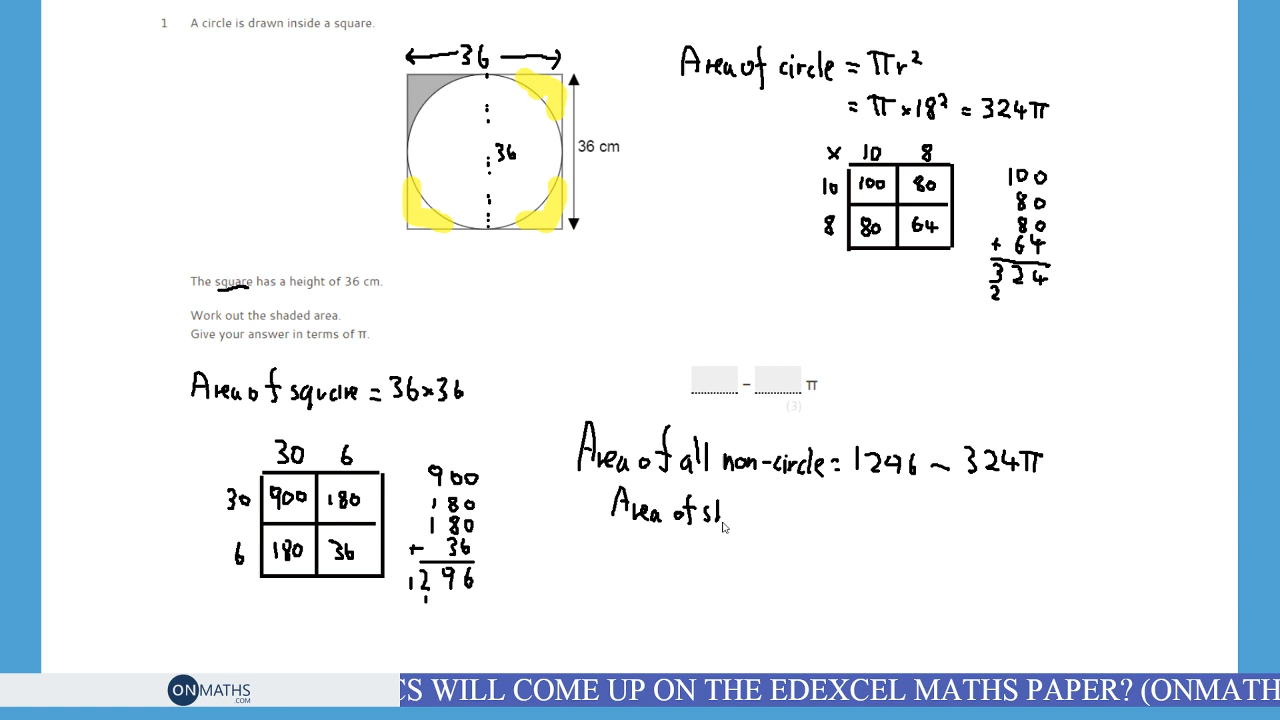 1 A circle is drawn inside a square.
36
36
36 cm
Area of circle = πr²
= π × 18² = 324π
× 10 8
10 100 80
8 80 64
100
80
80
+ 64
324
2
The square has a height of 36 cm.
Work out the shaded area.
Give your answer in terms of π.
– π
(3)
Area of square = 36×36
30 6
30 900 180
6 180 36
900
180
180
+ 36
1296
1
Area of all non-circle = 1296 - 324π
Area of sh
ONMATHS
.COM
CS WILL COME UP ON THE EDEXCEL MATHS PAPER? (ONMATH